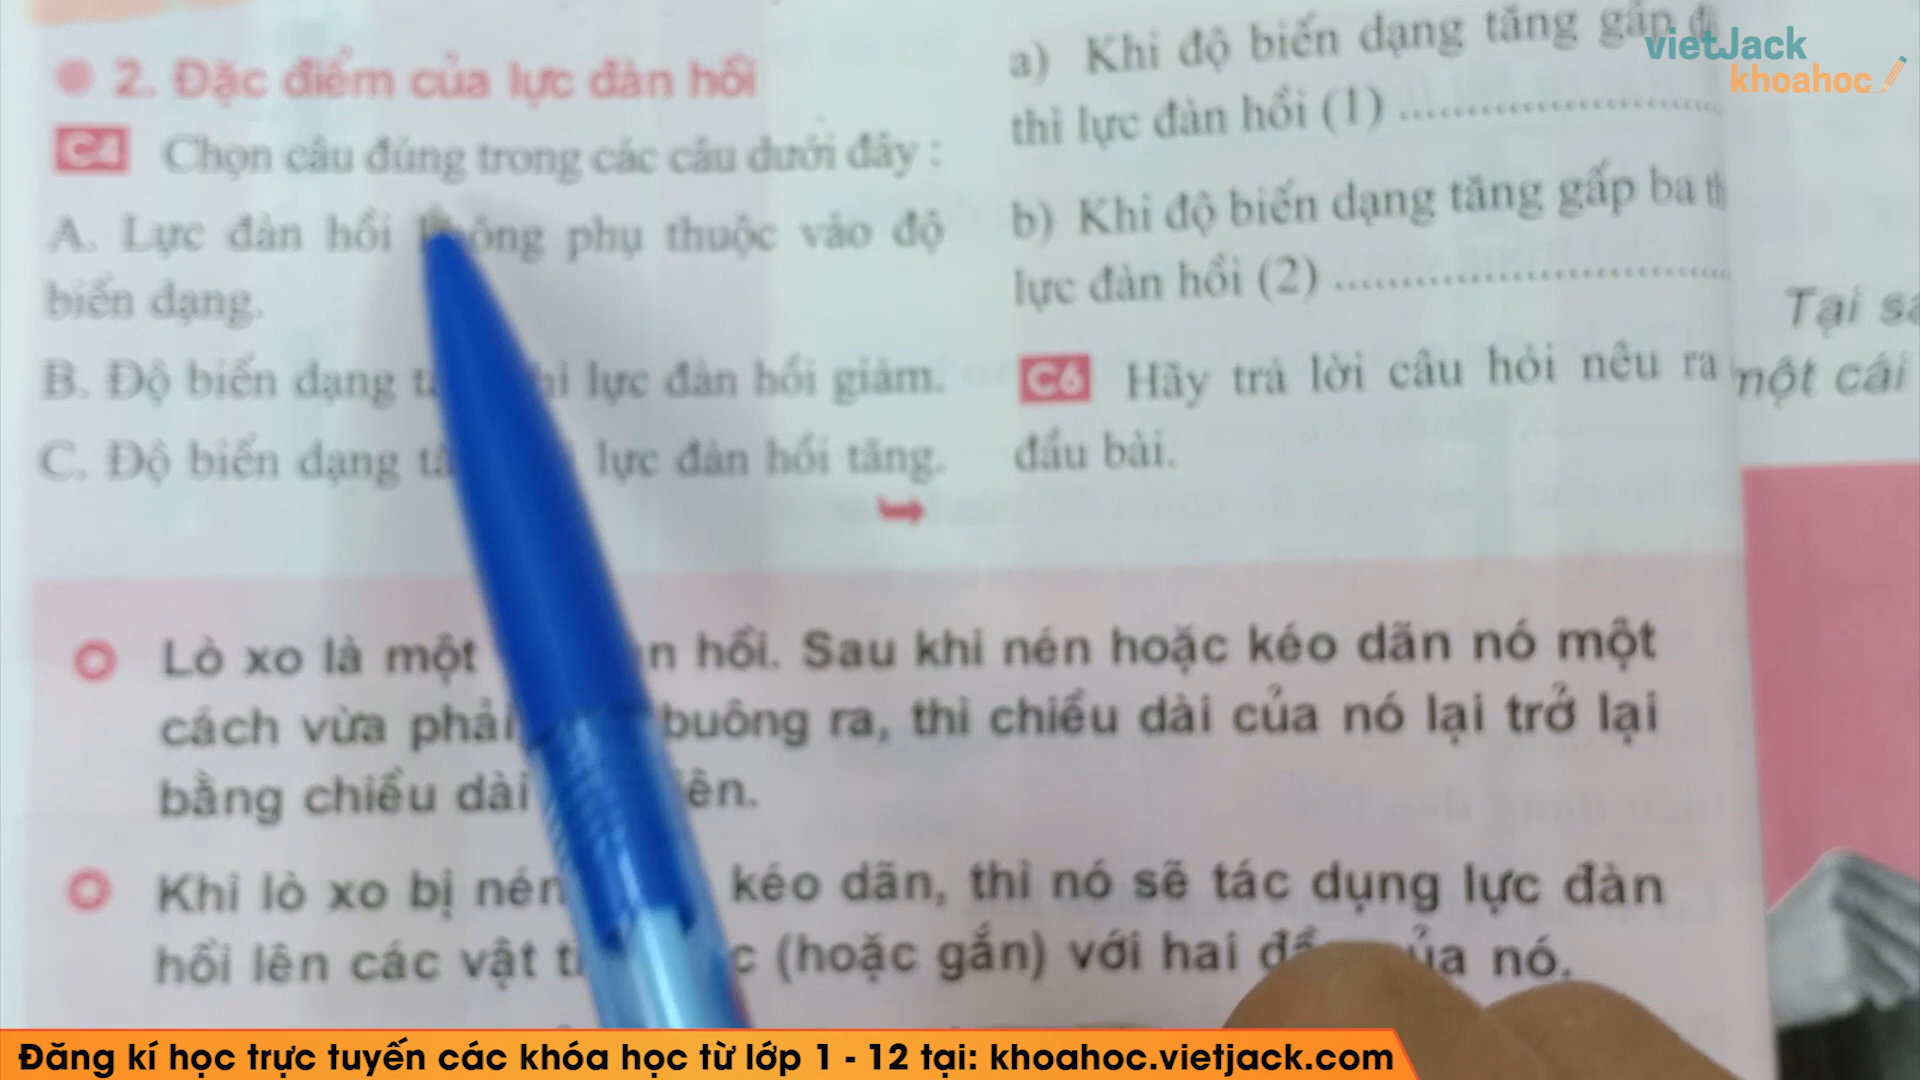 2. Đặc điểm của lực đàn hồi
C4 Chọn câu đúng trong các câu dưới đây :
A. Lực đàn hồi không phụ thuộc vào độ
biến dạng.
B. Độ biến dạng lực đàn hồi giảm.
C. Độ biến dạng lực đàn hồi tăng.
a) Khi độ biến dạng tăng gấp
thì lực đàn hồi (1) ........................
b) Khi độ biến dạng tăng gấp ba
lực đàn hồi (2) ..............................
C6 Hãy trả lời câu hỏi nêu ra
đầu bài.
Tại
một cái
Lò xo là một hồi. Sau khi nén hoặc kéo dãn nó một
cách vừa phải buông ra, thì chiều dài của nó lại trở lại
bằng chiều dài
Khi lò xo bị nén kéo dãn, thì nó sẽ tác dụng lực đàn
hồi lên các vật (hoặc gắn) với hai của nó.
vietJack
khoahoc
Đăng kí học trực tuyến các khóa học từ lớp 1 - 12 tại: khoahoc.vietjack.com